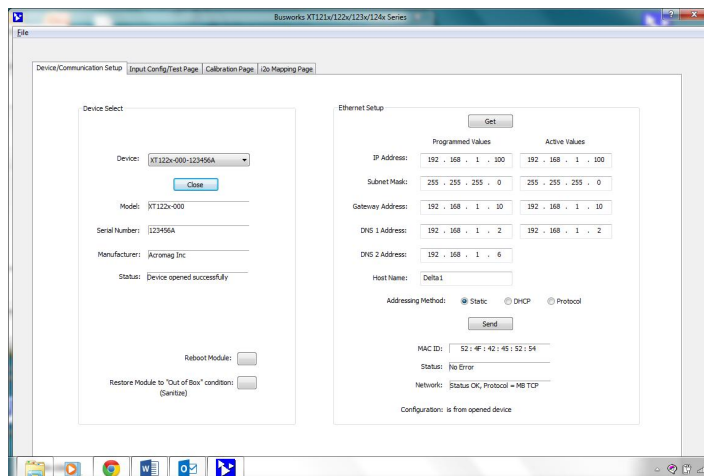 Busworks XT121x/122x/123x/124x Series
File
Device/Communication Setup Input Config/Test Page Calibration Page i2o Mapping Page
Device Select
Device: XT122x-000-123456A
Close
Model: XT122x-000
Serial Number: 123456A
Manufacturer: Acromag Inc
Status: Device opened successfully
Reboot Module:
Restore Module to "Out of Box" condition:
(Sanitize)
Ethernet Setup
Get
Programmed Values Active Values
IP Address: 192 . 168 . 1 . 100 192 . 168 . 1 . 100
Subnet Mask: 255 . 255 . 255 . 0 255 . 255 . 255 . 0
Gateway Address: 192 . 168 . 1 . 10 192 . 168 . 1 . 10
DNS 1 Address: 192 . 168 . 1 . 2 192 . 168 . 1 . 2
DNS 2 Address: 192 . 168 . 1 . 6
Host Name: Delta1
Addressing Method: Static DHCP Protocol
Send
MAC ID: 52 : 4F : 42 : 45 : 52 : 54
Status: No Error
Network: Status OK, Protocol = MB TCP
Configuration: is from opened device